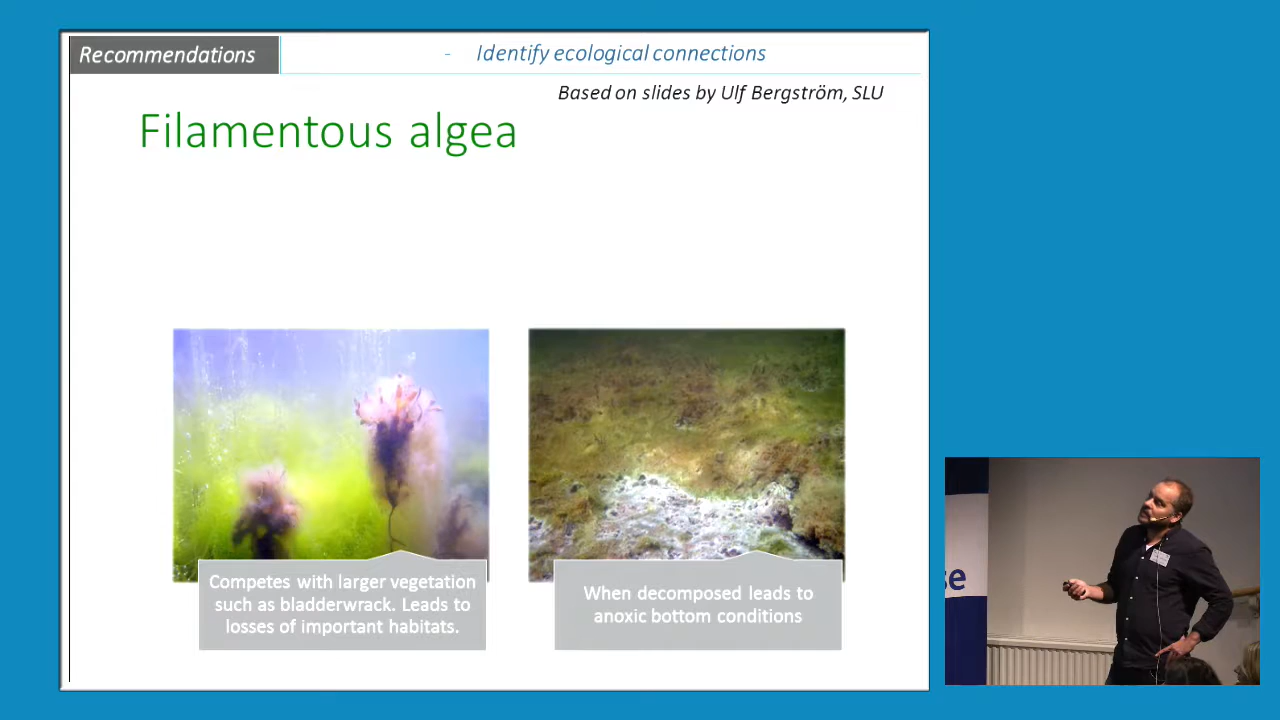 Recommendations
- Identify ecological connections
Based on slides by Ulf Bergström, SLU
Filamentous algea
Competes with larger vegetation
such as bladderwrack. Leads to
losses of important habitats.
When decomposed leads to
anoxic bottom conditions
se